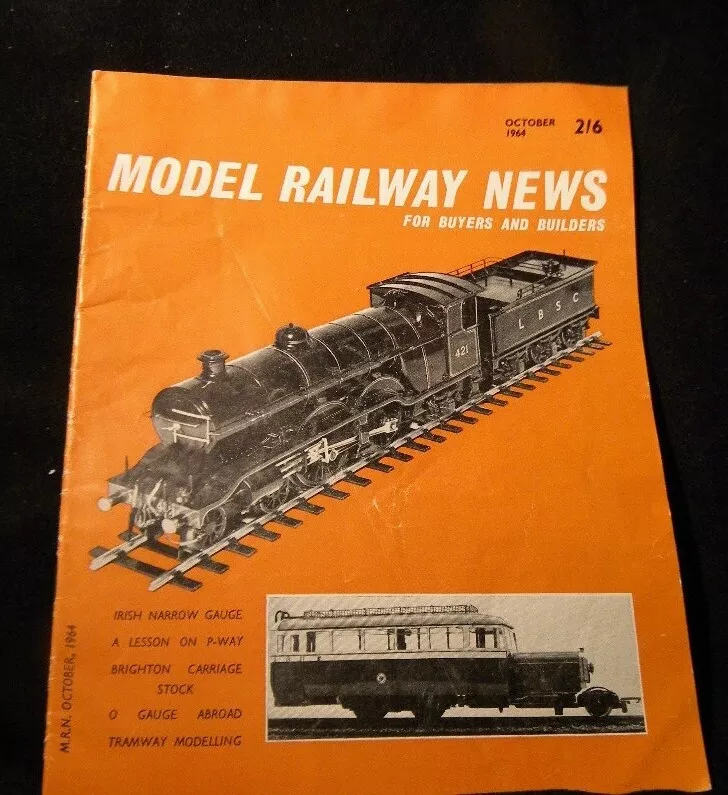 OCTOBER
1964
2/6
MODEL RAILWAY NEWS
FOR BUYERS AND BUILDERS
L B S C
421
IRISH NARROW GAUGE
A LESSON ON P-WAY
BRIGHTON CARRIAGE
STOCK
O GAUGE ABROAD
TRAMWAY MODELLING
M.R.N. OCTOBER, 1964